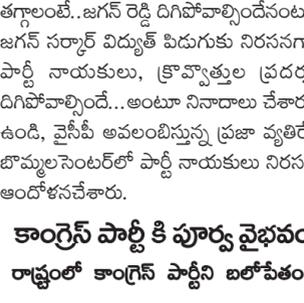 తగ్గాలంటే..జగన్ రెడ్డి దిగిపోవాల్సిందేనంట
జగన్ సర్కార్ విద్యుత్ పిడుగుకు నిరసనగా
పార్టీ నాయకులు, క్రొవ్వొత్తుల ప్రదర్శ
దిగిపోవాల్సిందే...అంటూ నినాదాలు చేశార
ఉండి, వైసీపీ అవలంబిస్తున్న ప్రజా వ్యతిరే
బొమ్మలసెంటర్‌లో పార్టీ నాయకులు నిరస
ఆందోళనచేశారు.
కాంగ్రెస్ పార్టీ కి పూర్వ వైభవం
రాష్ట్రంలో కాంగ్రెస్ పార్టీని బలోపేతం